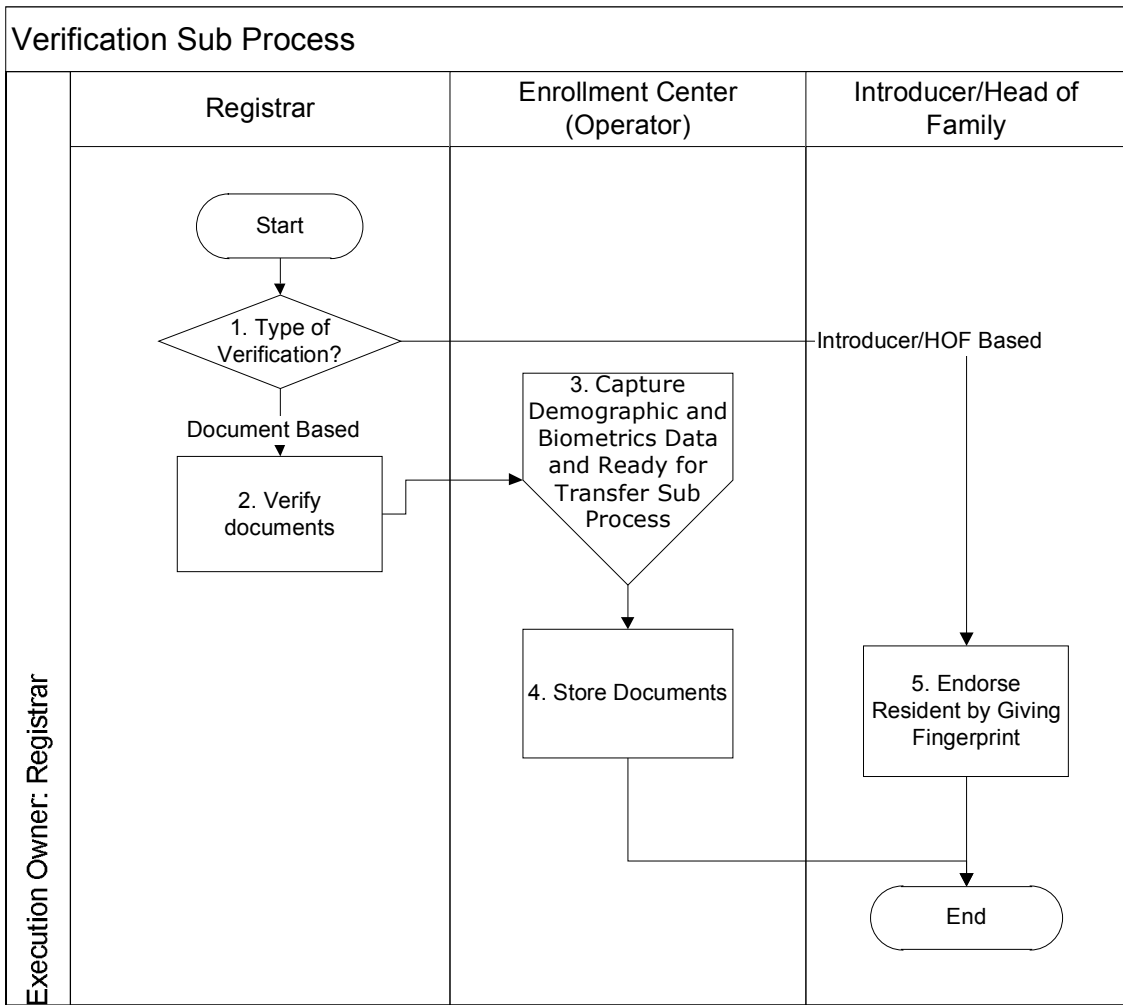 Verification Sub Process
Registrar
Enrollment Center
(Operator)
Introducer/Head of
Family
Execution Owner: Registrar
Start
1. Type of
Verification?
Introducer/HOF Based
Document Based
2. Verify
documents
3. Capture
Demographic and
Biometrics Data
and Ready for
Transfer Sub
Process
4. Store Documents
5. Endorse
Resident by Giving
Fingerprint
End